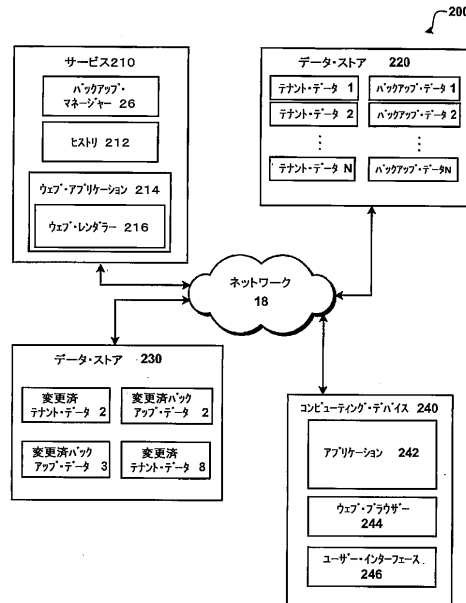 200
サービス210
バックアップ・
マネージャー 26
ヒストリ 212
ウェブ・アプリケーション 214
ウェブ・レンダラー 216
データ・ストア 220
テナント・データ 1
バックアップ・データ 1
テナント・データ 2
バックアップ・データ 2
テナント・データ N
バックアップ・データN
ネットワーク
18
データ・ストア 230
変更済
テナント・データ 2
変更済バック
アップ・データ 2
変更済バック
アップ・データ 3
変更済
テナント・データ 8
コンピューティング・デバイス 240
アプリケーション 242
ウェブ・ブラウザー
244
ユーザー・インターフェース
246